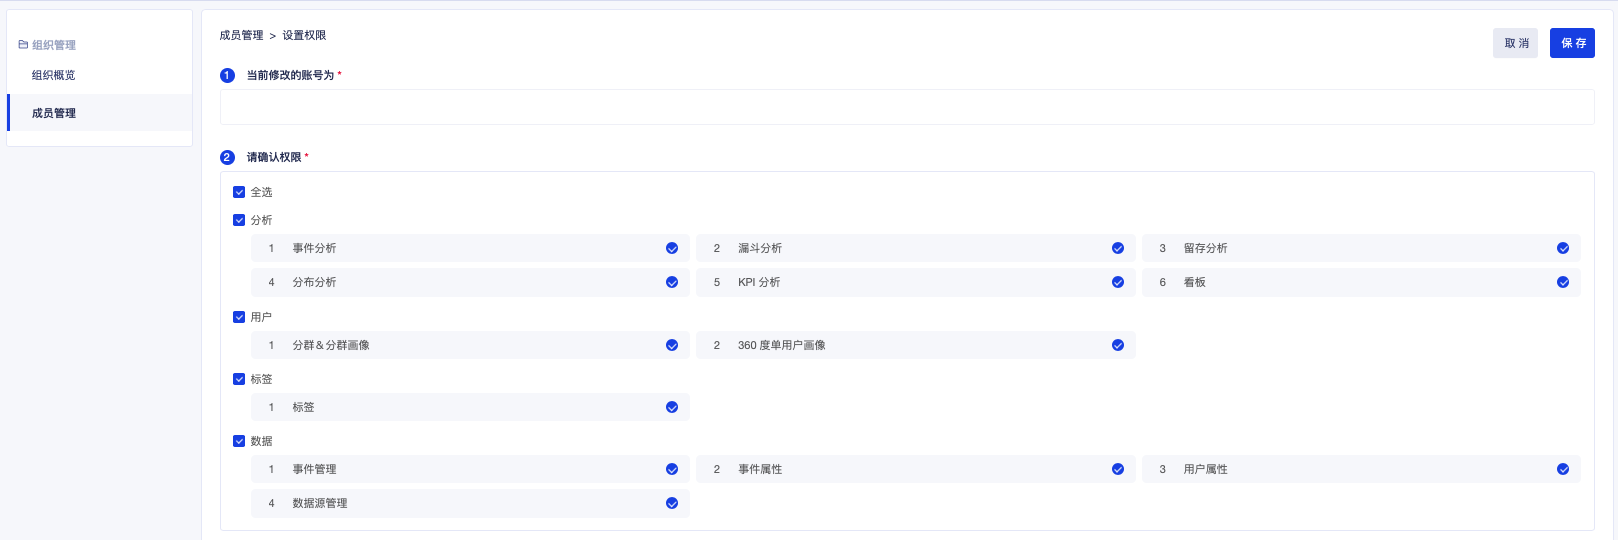 组织管理
组织概览
成员管理
成员管理 > 设置权限
取消
保存
1 当前修改的账号为 *
2 请确认权限 *
全选
分析
1 事件分析
2 漏斗分析
3 留存分析
4 分布分析
5 KPI 分析
6 看板
用户
1 分群＆分群画像
2 360 度单用户画像
标签
1 标签
数据
1 事件管理
2 事件属性
3 用户属性
4 数据源管理